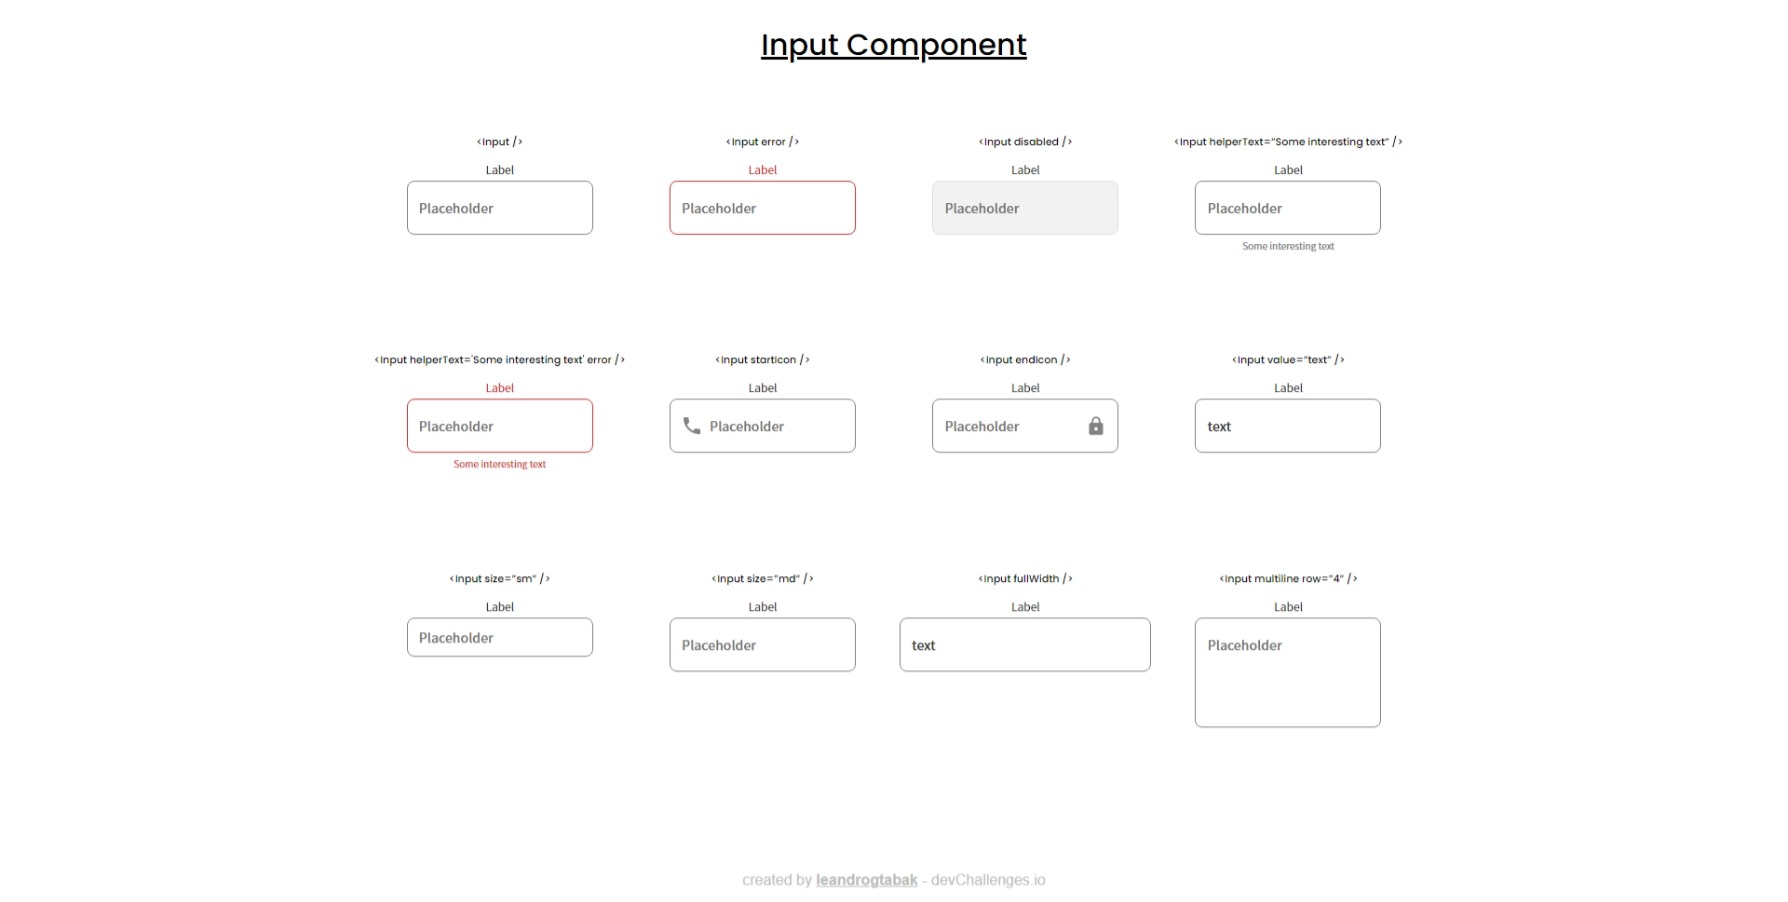 Input Component
<Input />
Label
Placeholder
<Input error />
Label
Placeholder
<Input disabled />
Label
Placeholder
<Input helperText="Some interesting text" />
Label
Placeholder
Some interesting text
<Input helperText='Some interesting text' error />
Label
Placeholder
Some interesting text
<Input startIcon />
Label
Placeholder
<Input endIcon />
Label
Placeholder
<Input value="text" />
Label
text
<Input size="sm" />
Label
Placeholder
<Input size="md" />
Label
Placeholder
<Input fullWidth />
Label
text
<Input multiline row="4" />
Label
Placeholder
created by leandrogtabak - devChallenges.io